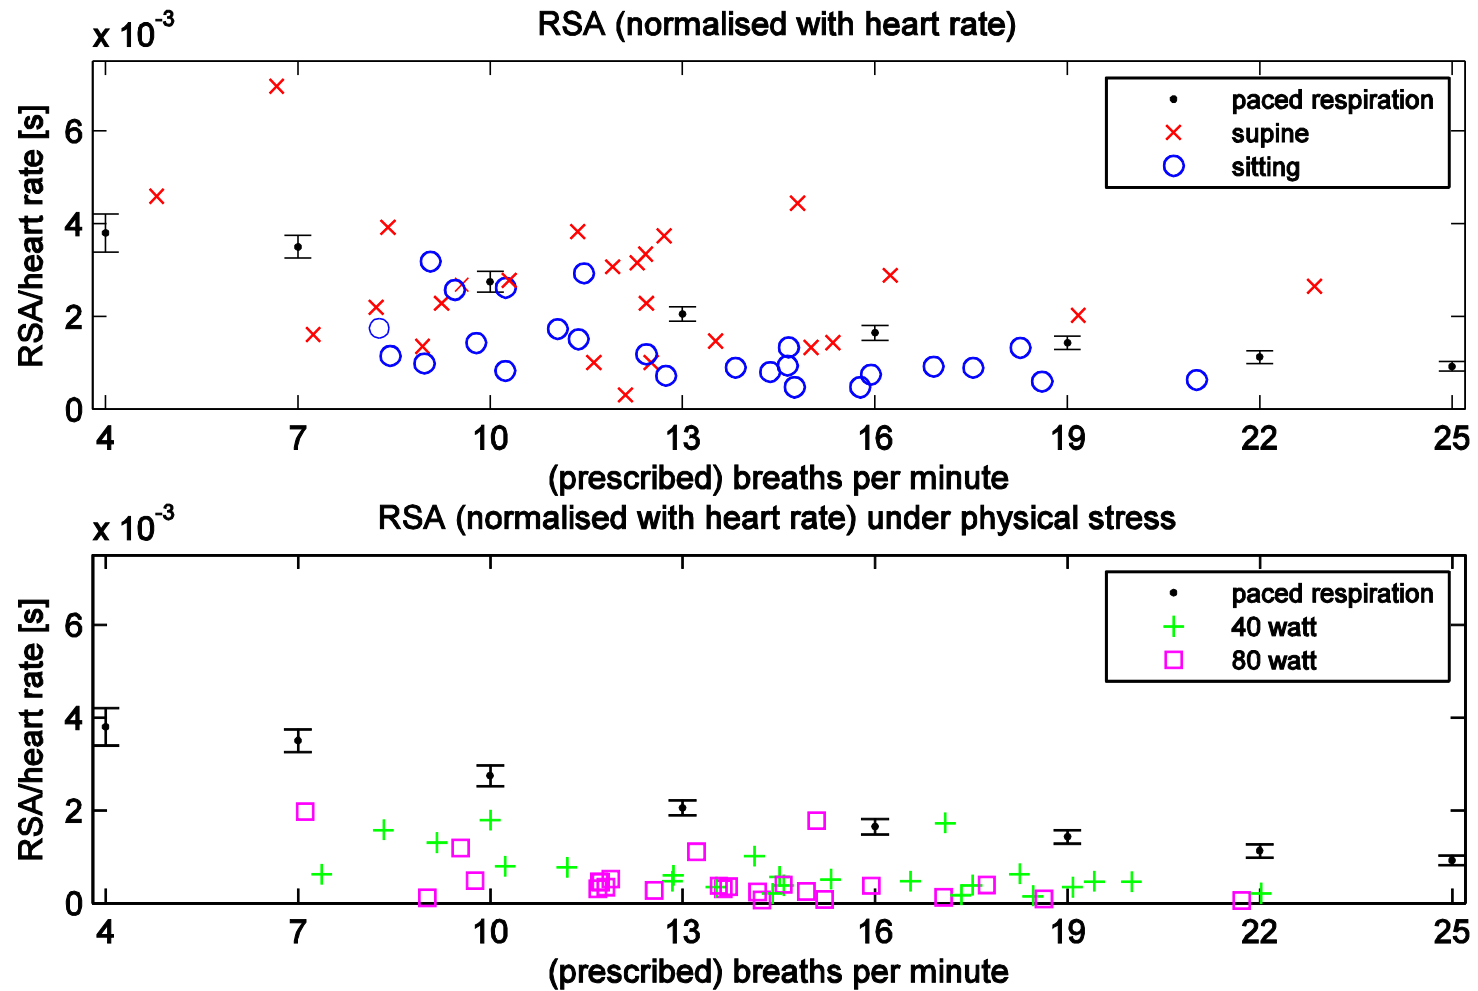 x 10-3
RSA (normalised with heart rate)
RSA/heart rate [s]
6
4
2
0
paced respiration
supine
sitting
4 7 10 13 16 19 22 25
(prescribed) breaths per minute
x 10-3
RSA (normalised with heart rate) under physical stress
RSA/heart rate [s]
6
4
2
0
paced respiration
40 watt
80 watt
4 7 10 13 16 19 22 25
(prescribed) breaths per minute